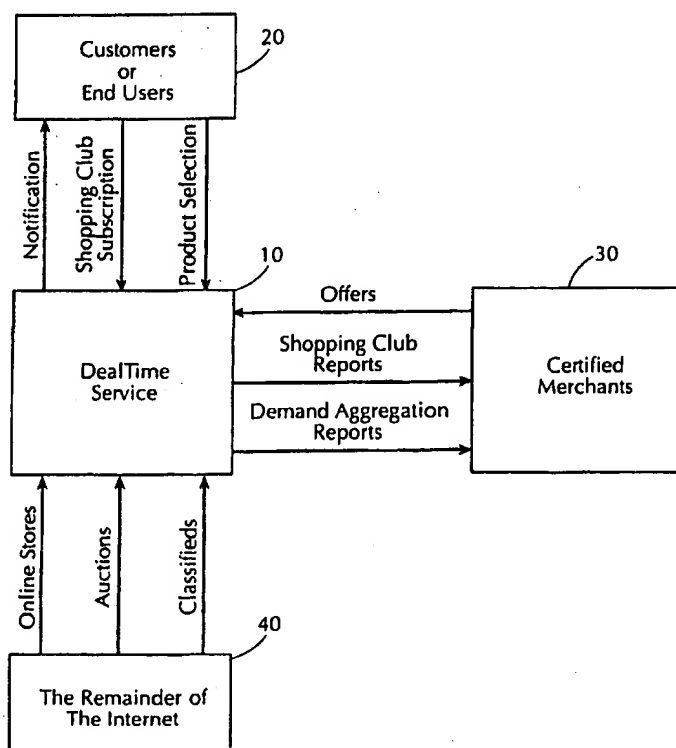 20
Customers
or
End Users
Notification
Shopping Club
Subscription
Product Selection
10
30
DealTime
Service
Offers
Shopping Club
Reports
Demand Aggregation
Reports
Certified
Merchants
Online Stores
Auctions
Classifieds
40
The Remainder of
The Internet